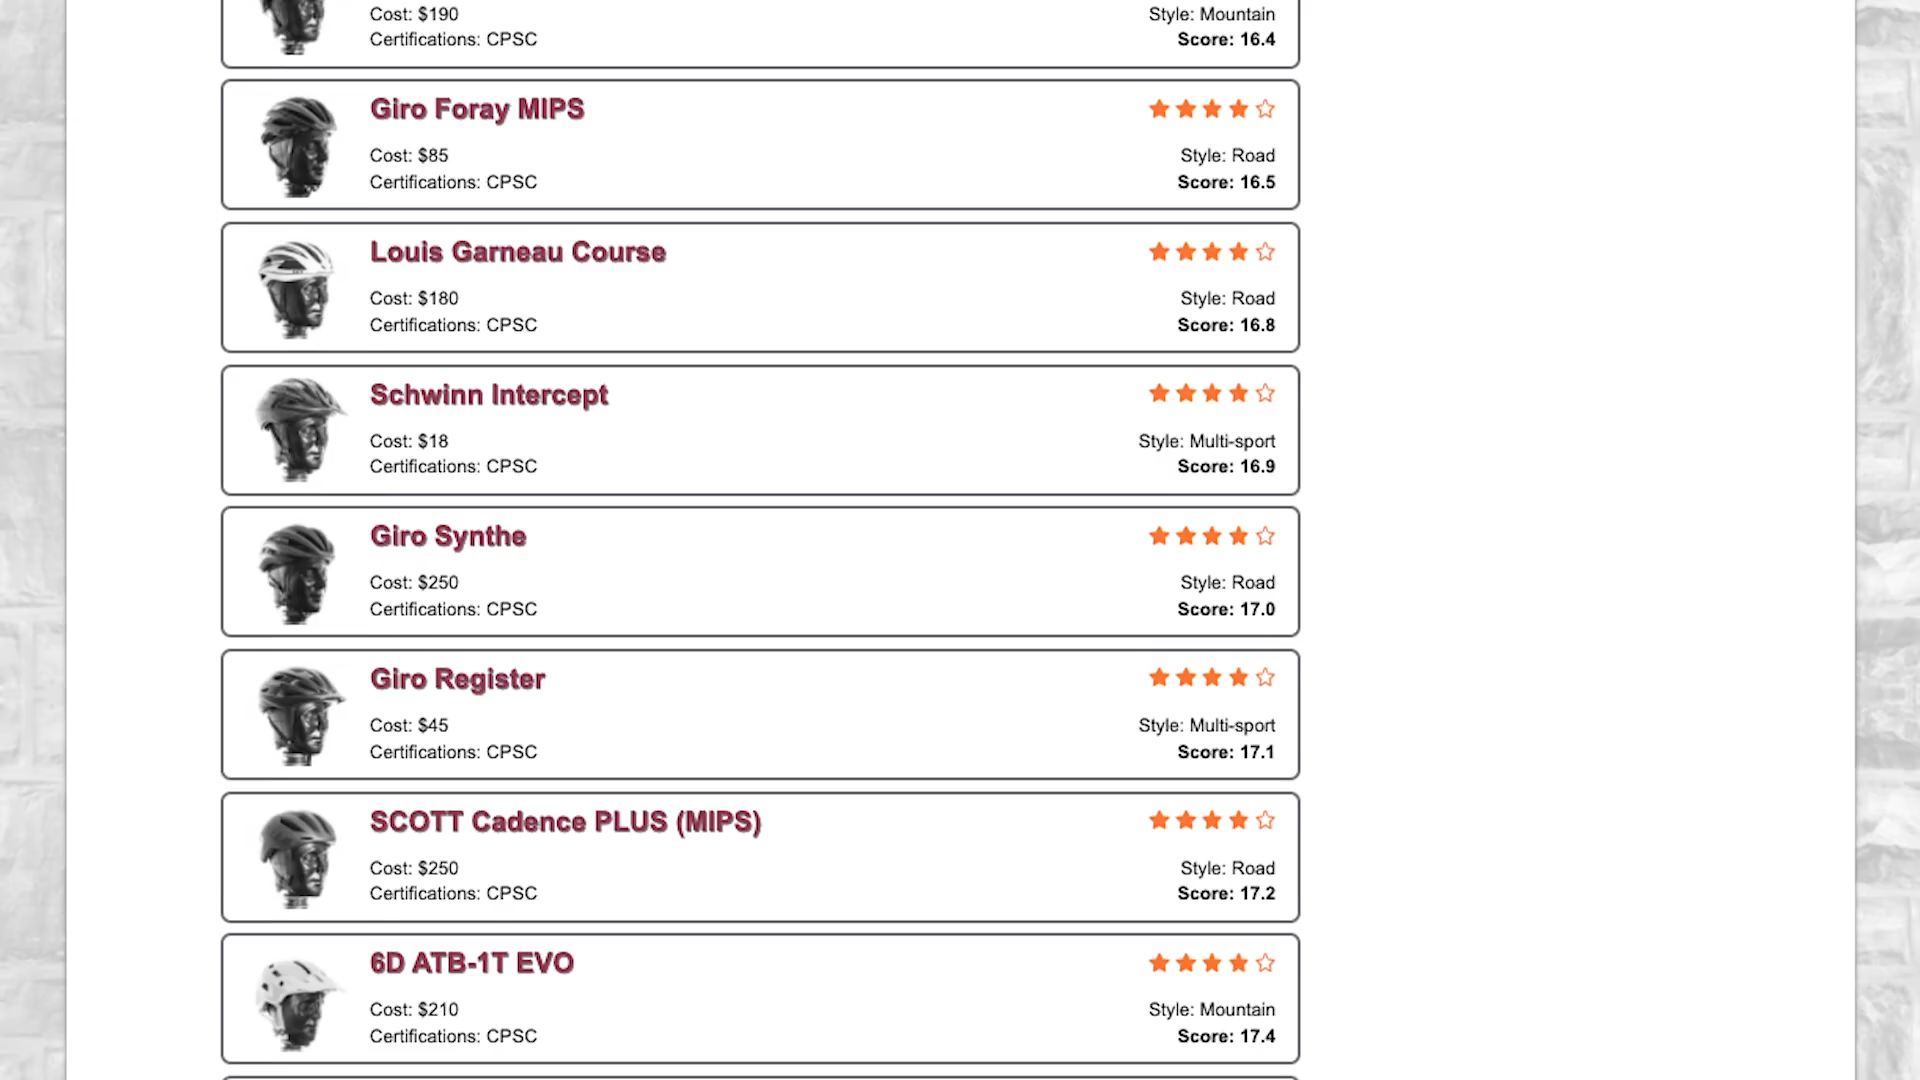 Cost: $190
Style: Mountain
Certifications: CPSC
Score: 16.4
Giro Foray MIPS
Cost: $85
Style: Road
Certifications: CPSC
Score: 16.5
Louis Garneau Course
Cost: $180
Style: Road
Certifications: CPSC
Score: 16.8
Schwinn Intercept
Cost: $18
Style: Multi-sport
Certifications: CPSC
Score: 16.9
Giro Synthe
Cost: $250
Style: Road
Certifications: CPSC
Score: 17.0
Giro Register
Cost: $45
Style: Multi-sport
Certifications: CPSC
Score: 17.1
SCOTT Cadence PLUS (MIPS)
Cost: $250
Style: Road
Certifications: CPSC
Score: 17.2
6D ATB-1T EVO
Cost: $210
Style: Mountain
Certifications: CPSC
Score: 17.4